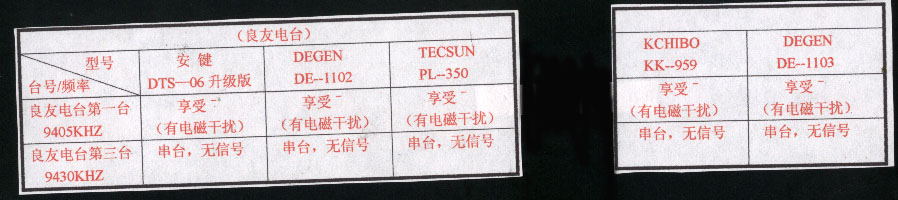 （良友电台）
型号
台号/频率
安 键
DTS—06 升级版
DEGEN
DE--1102
TECSUN
PL--350
良友电台第一台
9405KHZ
享受⁻
（有电磁干扰）
享受⁻
（有电磁干扰）
享受⁻
（有电磁干扰）
良友电台第三台
9430KHZ
串台，无信号
串台，无信号
串台，无信号
KCHIBO
KK--959
DEGEN
DE--1103
享受⁻
（有电磁干扰）
享受⁻
（有电磁干扰）
串台，无信号
串台，无信号